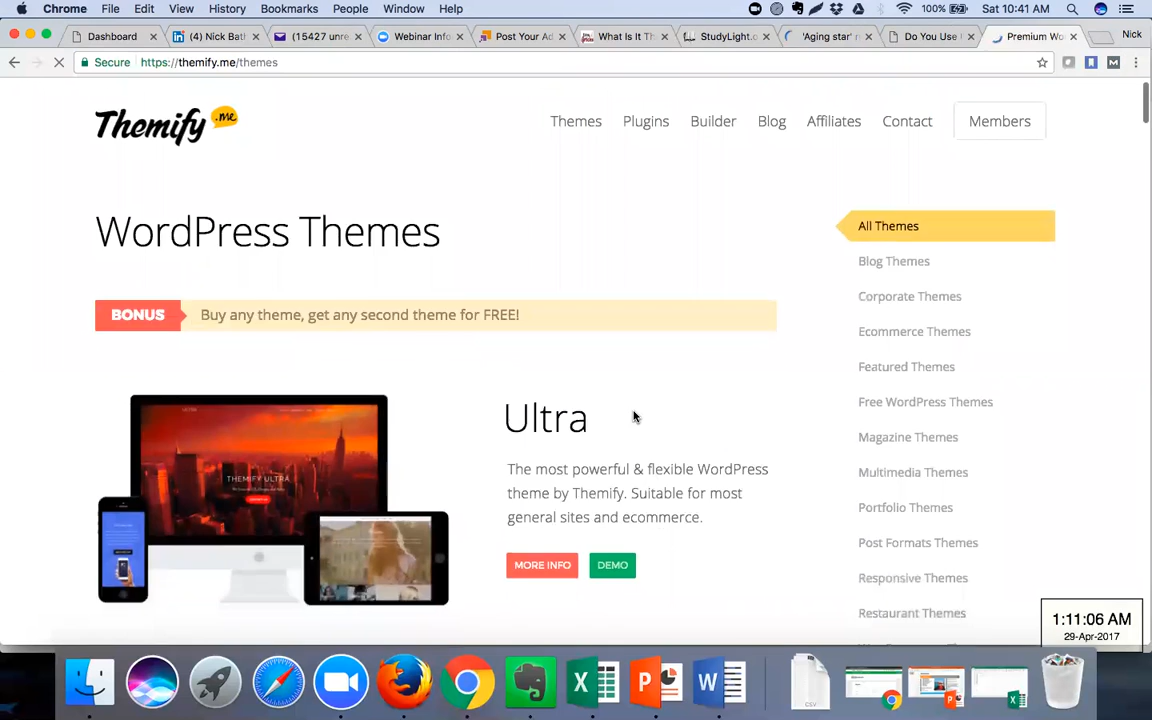 Chrome File Edit View History Bookmarks People Window Help 100% Sat 10:41 AM
Dashboard (4) Nick Bat (15427 unre Webinar Info Post Your Ad What Is It Th StudyLight.o 'Aging star' r Do You Use Premium Wo Nick
Secure https://themify.me/themes
Themify .me
Themes Plugins Builder Blog Affiliates Contact Members
WordPress Themes
BONUS Buy any theme, get any second theme for FREE!
Ultra
The most powerful & flexible WordPress
theme by Themify. Suitable for most
general sites and ecommerce.
MORE INFO DEMO
THEMIFY ULTRA
All Themes
Blog Themes
Corporate Themes
Ecommerce Themes
Featured Themes
Free WordPress Themes
Magazine Themes
Multimedia Themes
Portfolio Themes
Post Formats Themes
Responsive Themes
Restaurant Themes
1:11:06 AM
29-Apr-2017
CSV